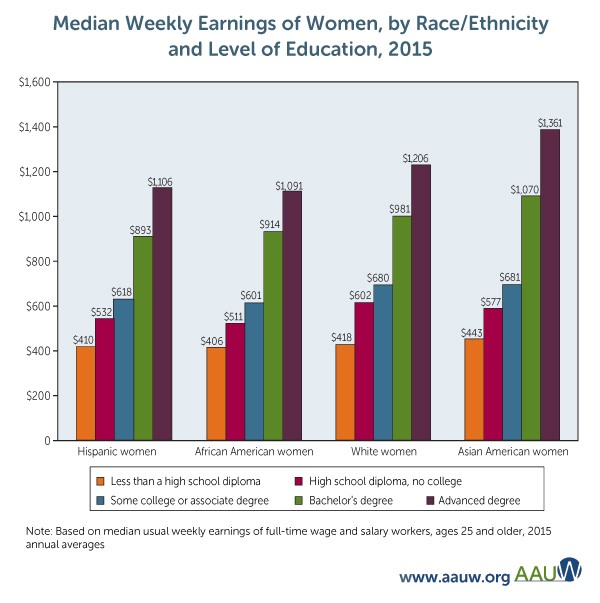 Median Weekly Earnings of Women, by Race/Ethnicity
and Level of Education, 2015
$1,600
$1,400
$1,200
$1,000
$800
$600
$400
$200
0
$410
$532
$618
$893
$1,106
$406
$511
$601
$914
$1,091
$418
$602
$680
$981
$1,206
$443
$577
$681
$1,070
$1,361
Hispanic women
African American women
White women
Asian American women
Less than a high school diploma
High school diploma, no college
Some college or associate degree
Bachelor's degree
Advanced degree
Note: Based on median usual weekly earnings of full-time wage and salary workers, ages 25 and older, 2015
annual averages
www.aauw.org AAUW